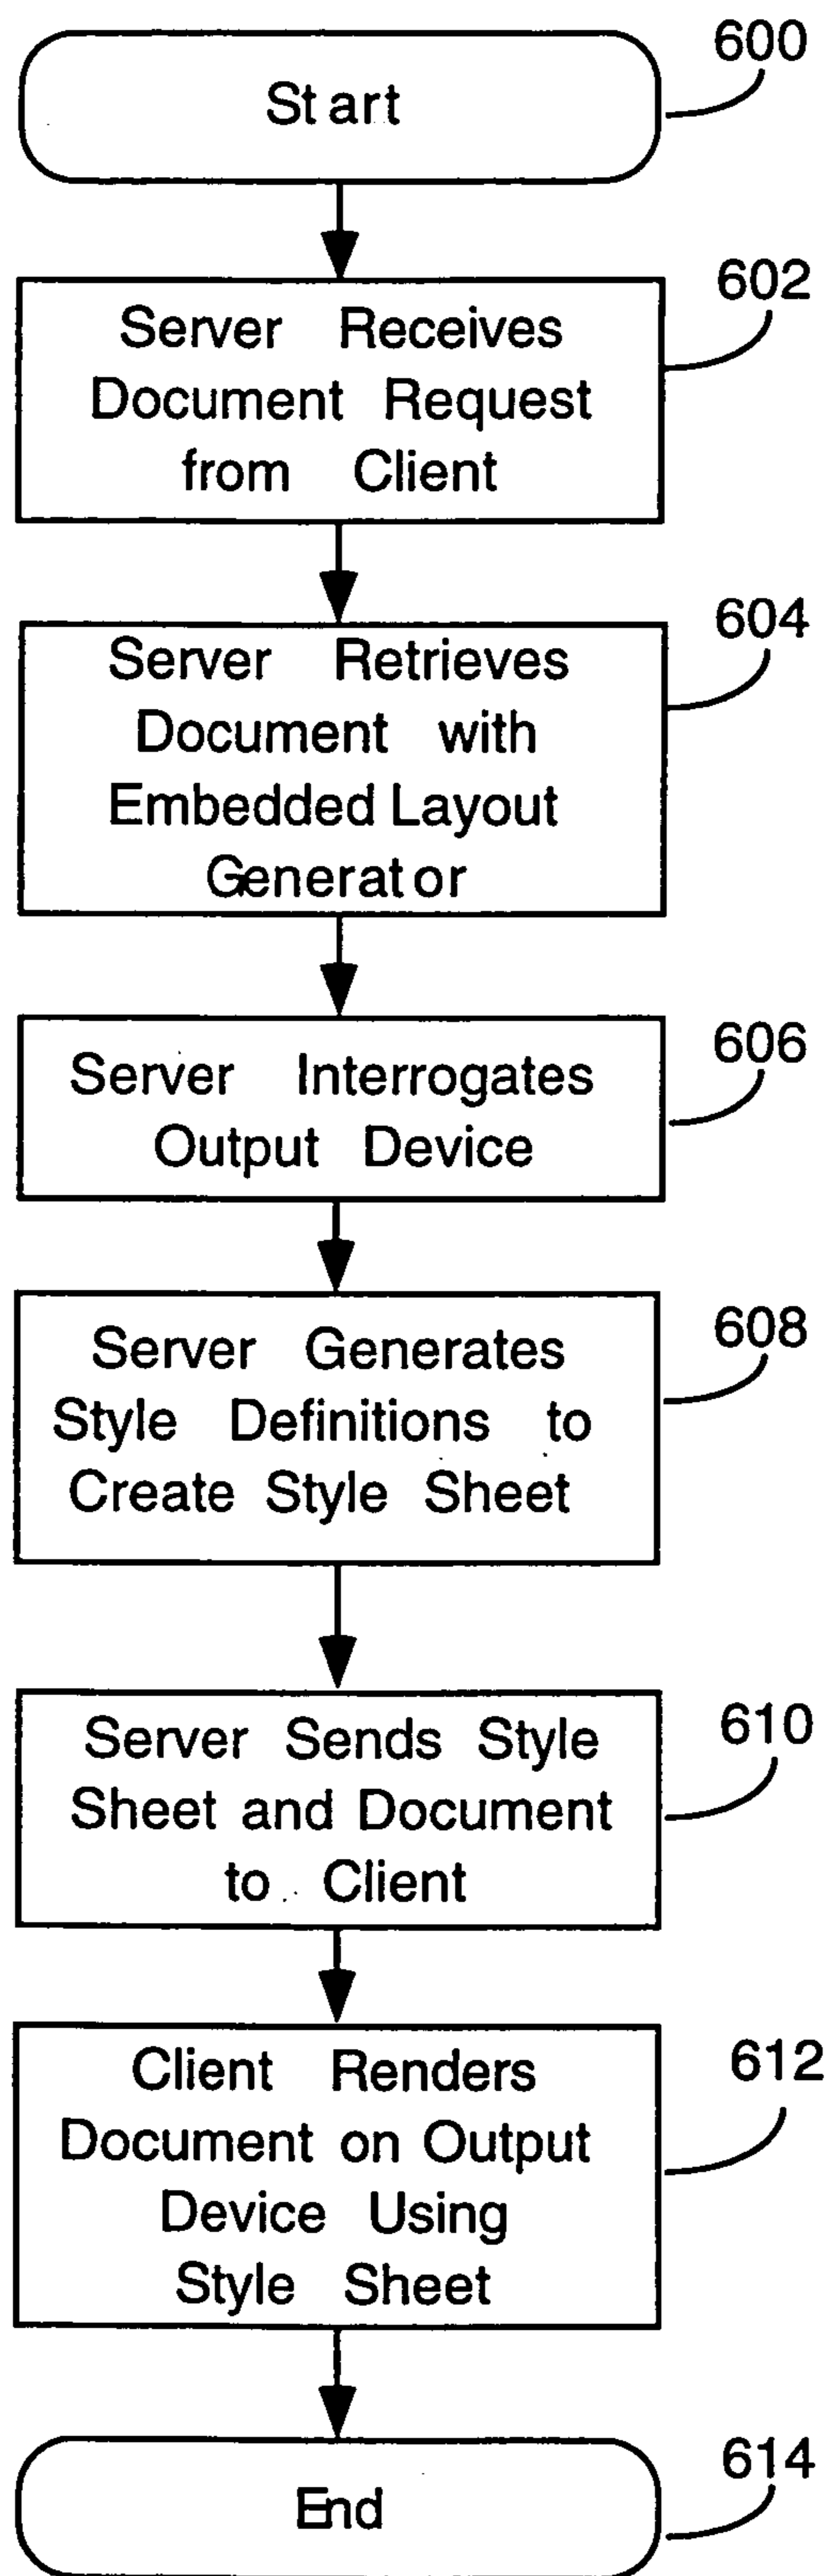 Start
600
Server Receives
Document Request
from Client
602
Server Retrieves
Document with
Embedded Layout
Generator
604
Server Interrogates
Output Device
606
Server Generates
Style Definitions to
Create Style Sheet
608
Server Sends Style
Sheet and Document
to Client
610
Client Renders
Document on Output
Device Using
Style Sheet
612
End
614